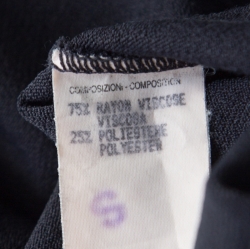 COMPOSIZIONI - COMPOSITION
75% RAYON VISCOSE
VISCOSA
25% POLIESTERE
POLYESTER
S